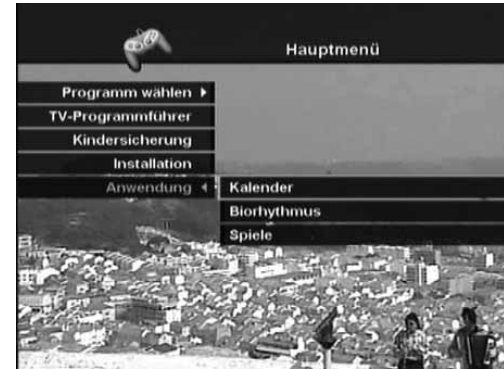 Hauptmenü
Programm wählen
TV-Programmführer
Kindersicherung
Installation
Anwendung
Kalender
Biorhythmus
Spiele